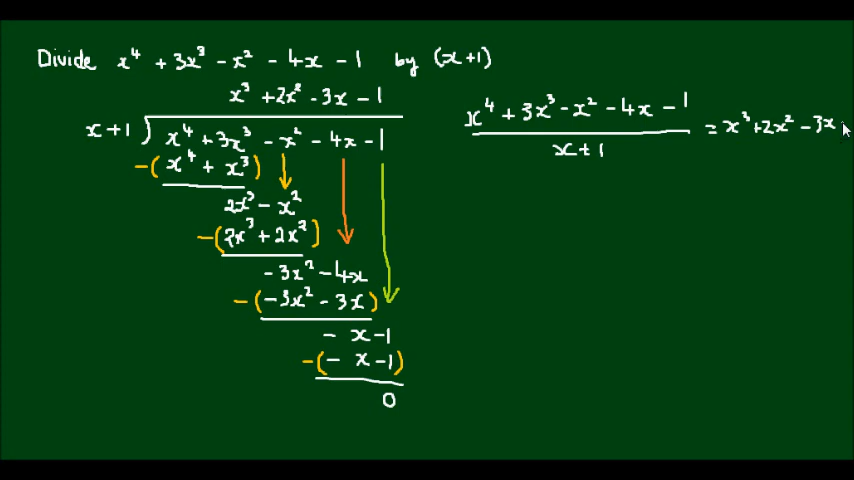 Divide x⁴ + 3x³ - x² - 4x - 1 by (x+1)
x³ + 2x² - 3x - 1
x+1 ) x⁴ + 3x³ - x² - 4x - 1
-(x⁴ + x³)
2x³ - x²
-(2x³ + 2x²)
-3x² - 4x
-(-3x² - 3x)
- x - 1
-(- x - 1)
0
x⁴ + 3x³ - x² - 4x - 1
= x³ + 2x² - 3x
x + 1